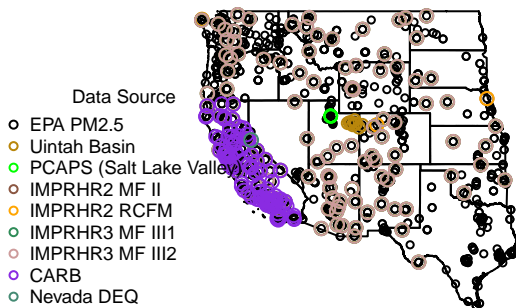 Data Source
EPA PM2.5
Uintah Basin
PCAPS (Salt Lake Valley)
IMPRHR2 MF II
IMPRHR2 RCFM
IMPRHR3 MF III1
IMPRHR3 MF III2
CARB
Nevada DEQ